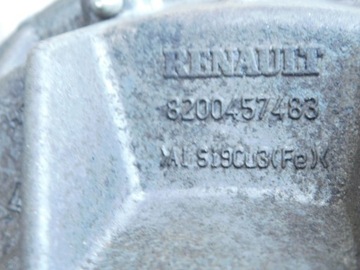 RENAULT
8200457483
>Al Si9Cu3(Fe)<